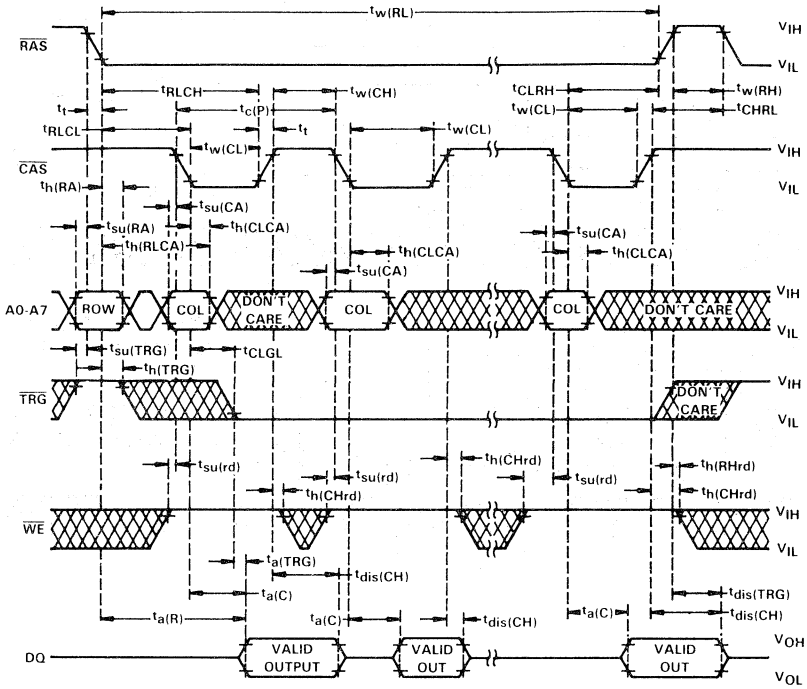 tw(RL)
RAS
VIH
VIL
tRLCH
tw(CH)
tCLRH
tw(RH)
tt
tc(P)
tw(CL)
tCHRL
tRLCL
tt
tw(CL)
tw(CL)
CAS
VIH
VIL
th(RA)
tsu(CA)
tsu(RA)
th(CLCA)
tsu(CA)
th(RLCA)
th(CLCA)
th(CLCA)
tsu(CA)
A0-A7
ROW
COL
DON'T CARE
COL
COL
DON'T CARE
VIH
VIL
tsu(TRG)
tCLGL
th(TRG)
TRG
DON'T CARE
VIH
VIL
tsu(rd)
th(CHrd)
tsu(rd)
th(CHrd)
tsu(rd)
th(RHrd)
th(CHrd)
WE
VIH
VIL
ta(TRG)
tdis(CH)
ta(C)
tdis(TRG)
ta(R)
ta(C)
tdis(CH)
ta(C)
tdis(CH)
DQ
VALID OUTPUT
VALID OUT
VALID OUT
VOH
VOL